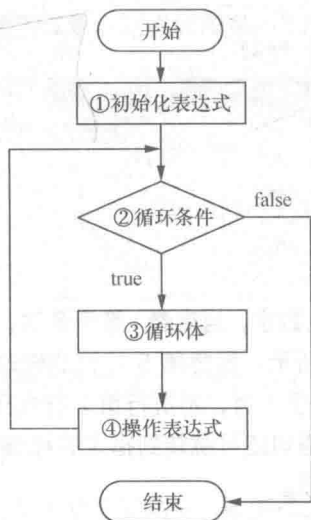 开始
①初始化表达式
②循环条件
false
true
③循环体
④操作表达式
结束